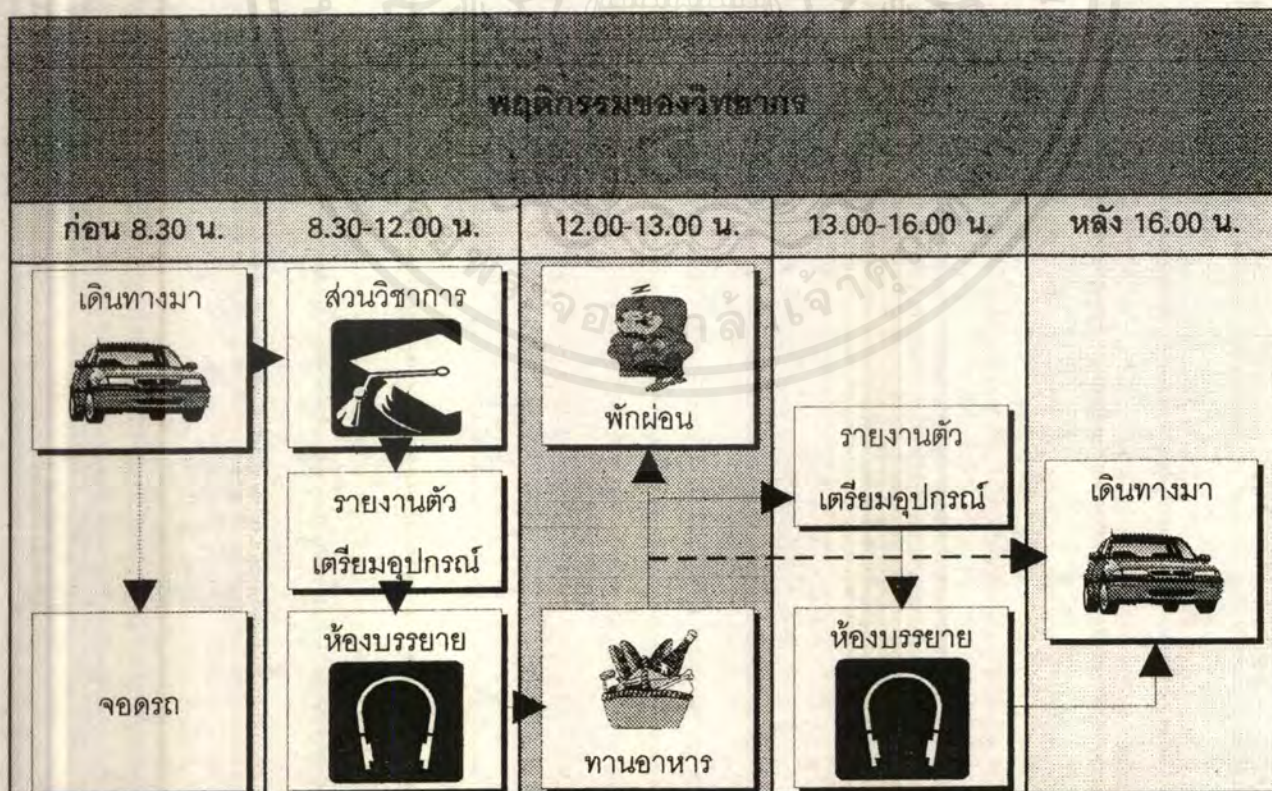 พฤติกรรมของวิทยากร
ก่อน 8.30 น.
8.30-12.00 น.
12.00-13.00 น.
13.00-16.00 น.
หลัง 16.00 น.
เดินทางมา
จอดรถ
ส่วนวิชาการ
รายงานตัว
เตรียมอุปกรณ์
ห้องบรรยาย
Z
พักผ่อน
ทานอาหาร
รายงานตัว
เตรียมอุปกรณ์
ห้องบรรยาย
เดินทางมา